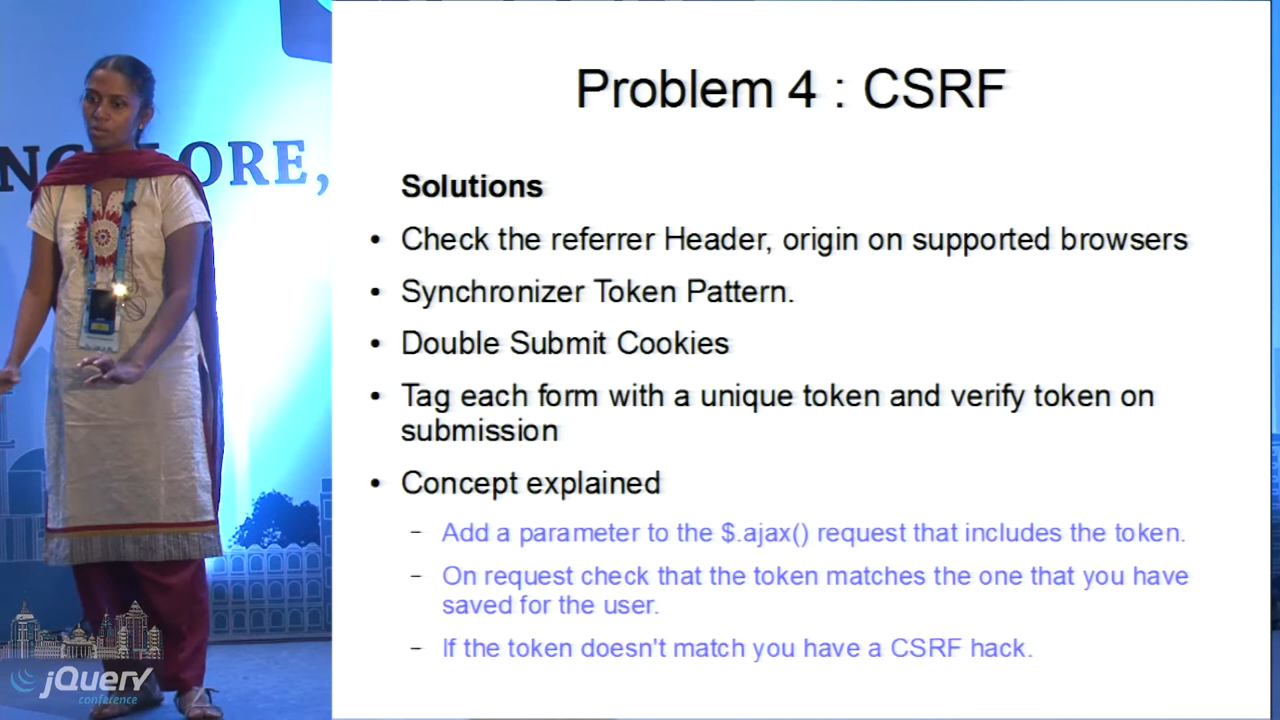 Problem 4 : CSRF
Solutions
• Check the referrer Header, origin on supported browsers
• Synchronizer Token Pattern.
• Double Submit Cookies
• Tag each form with a unique token and verify token on
submission
• Concept explained
– Add a parameter to the $.ajax() request that includes the token.
– On request check that the token matches the one that you have
saved for the user.
– If the token doesn't match you have a CSRF hack.
ORE,
jQuery
conference